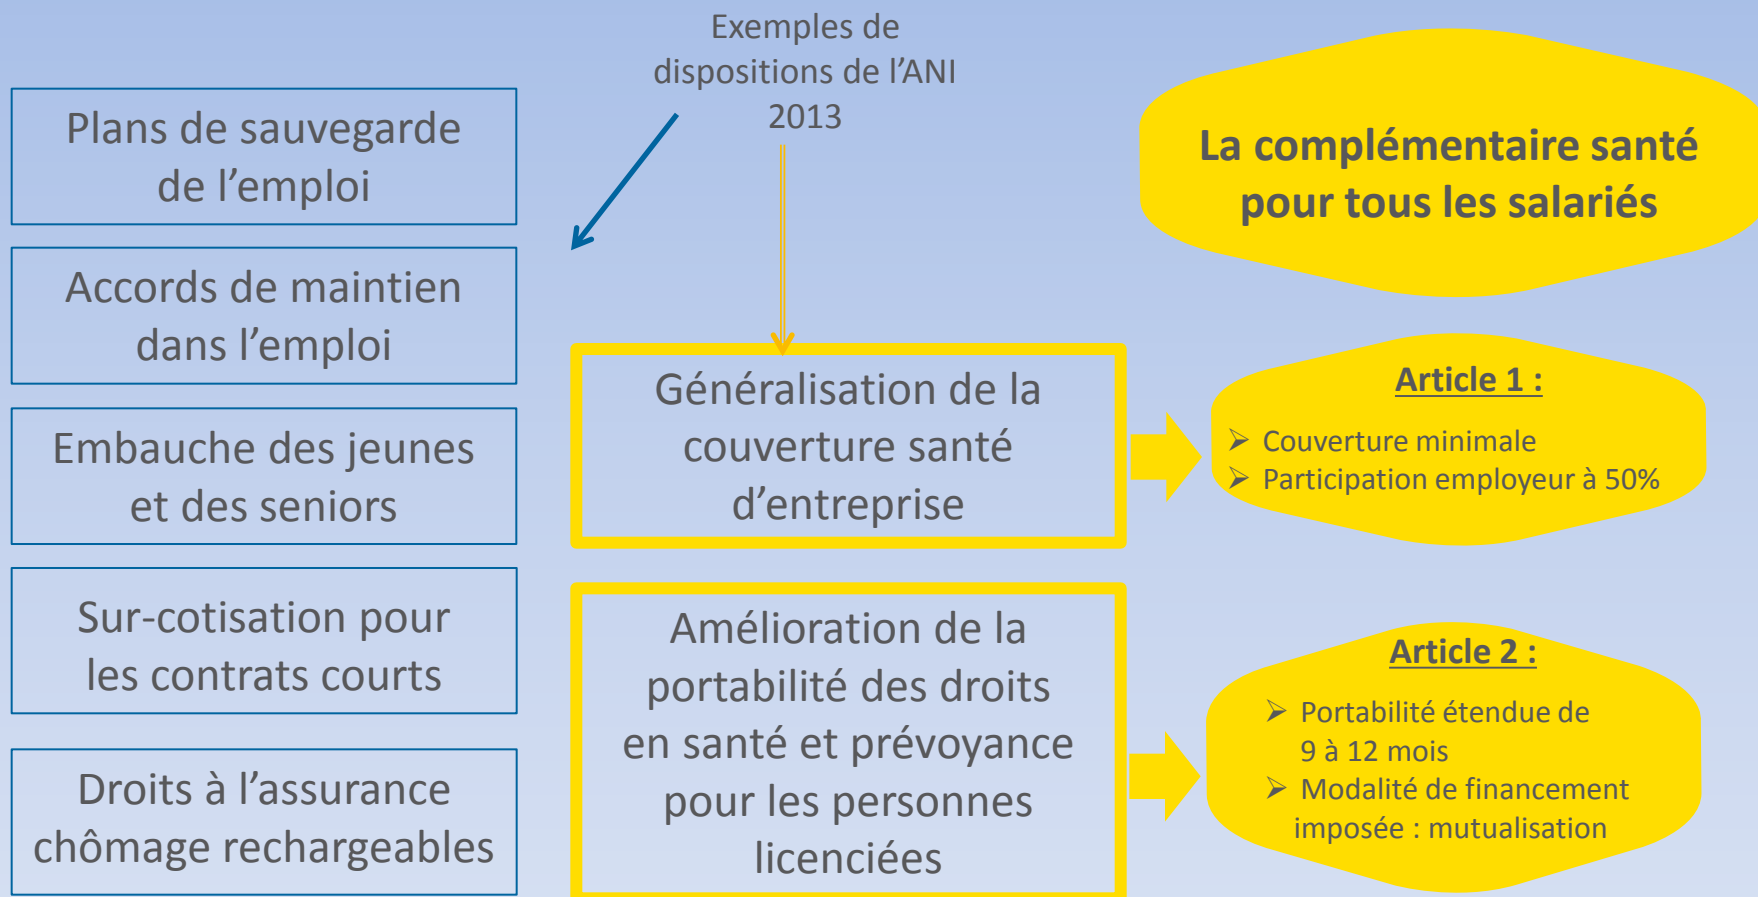 Exemples de
dispositions de l’ANI
2013
Plans de sauvegarde
de l’emploi
Accords de maintien
dans l’emploi
Embauche des jeunes
et des seniors
Sur-cotisation pour
les contrats courts
Droits à l’assurance
chômage rechargeables
Généralisation de la
couverture santé
d’entreprise
Amélioration de la
portabilité des droits
en santé et prévoyance
pour les personnes
licenciées
La complémentaire santé
pour tous les salariés
Article 1 :
➢ Couverture minimale
➢ Participation employeur à 50%
Article 2 :
➢ Portabilité étendue de
9 à 12 mois
➢ Modalité de financement
imposée : mutualisation